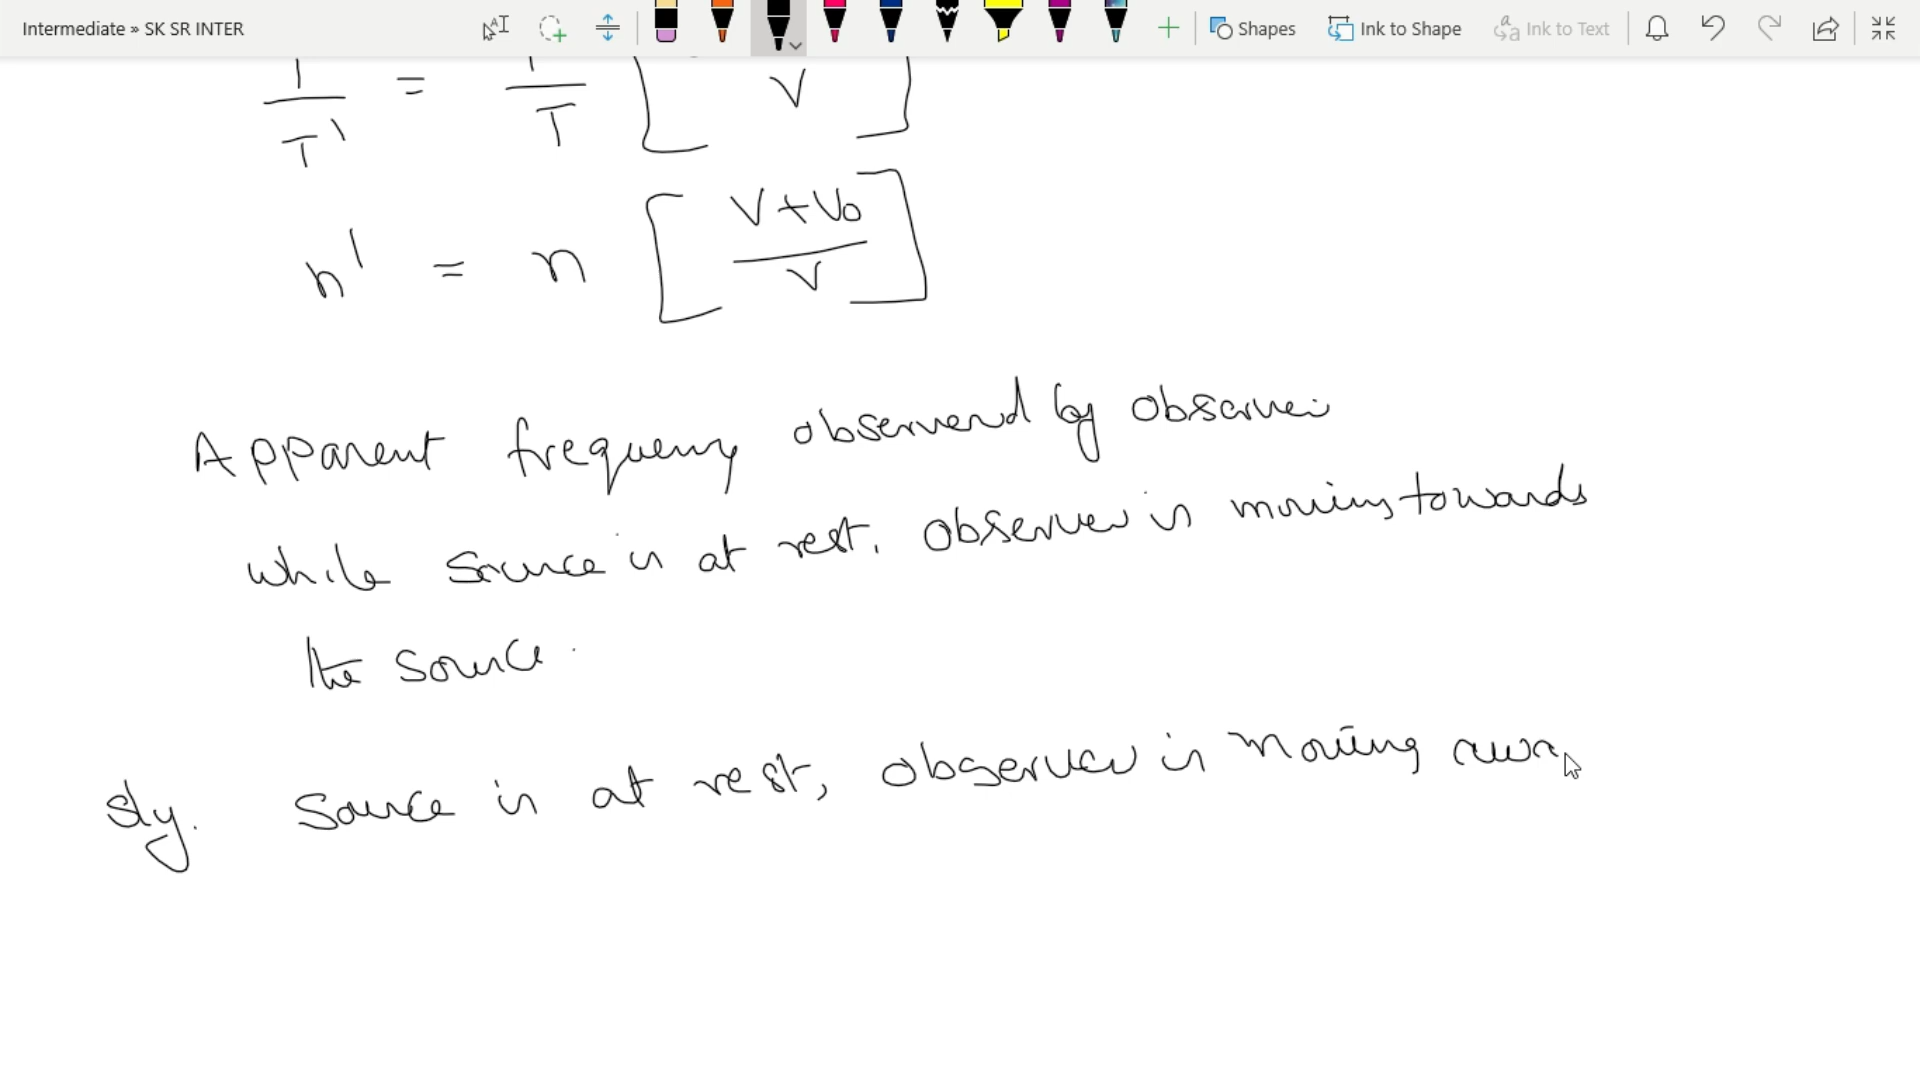 Intermediate » SK SR INTER
Shapes
Ink to Shape
Ink to Text
1/T' = 1/T [ V ]
n' = n [ V+V₀ / V ]
Apparent frequency observed by observer
while source is at rest. Observer is moving towards
the source.
Sly. Source is at rest, observer is moving away